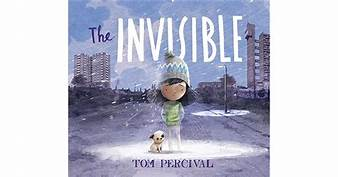 The INVISIBLE
TOM PERCIVAL